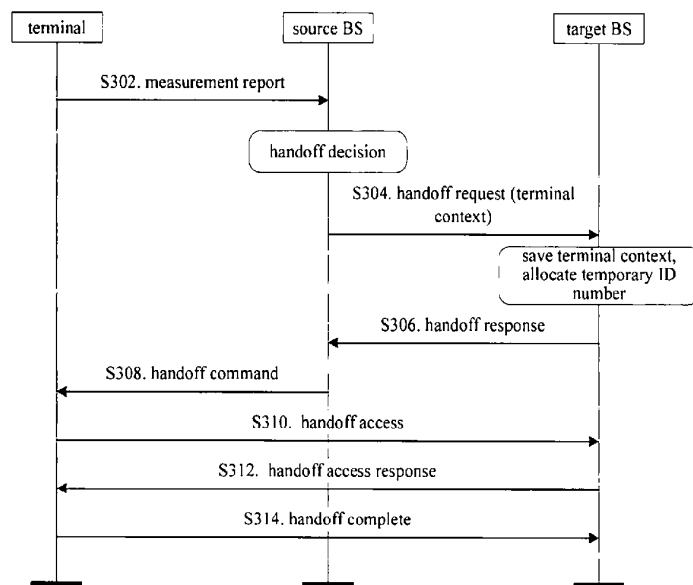 terminal
source BS
target BS
S302. measurement report
handoff decision
S304. handoff request (terminal
context)
save terminal context,
allocate temporary ID
number
S306. handoff response
S308. handoff command
S310. handoff access
S312. handoff access response
S314. handoff complete